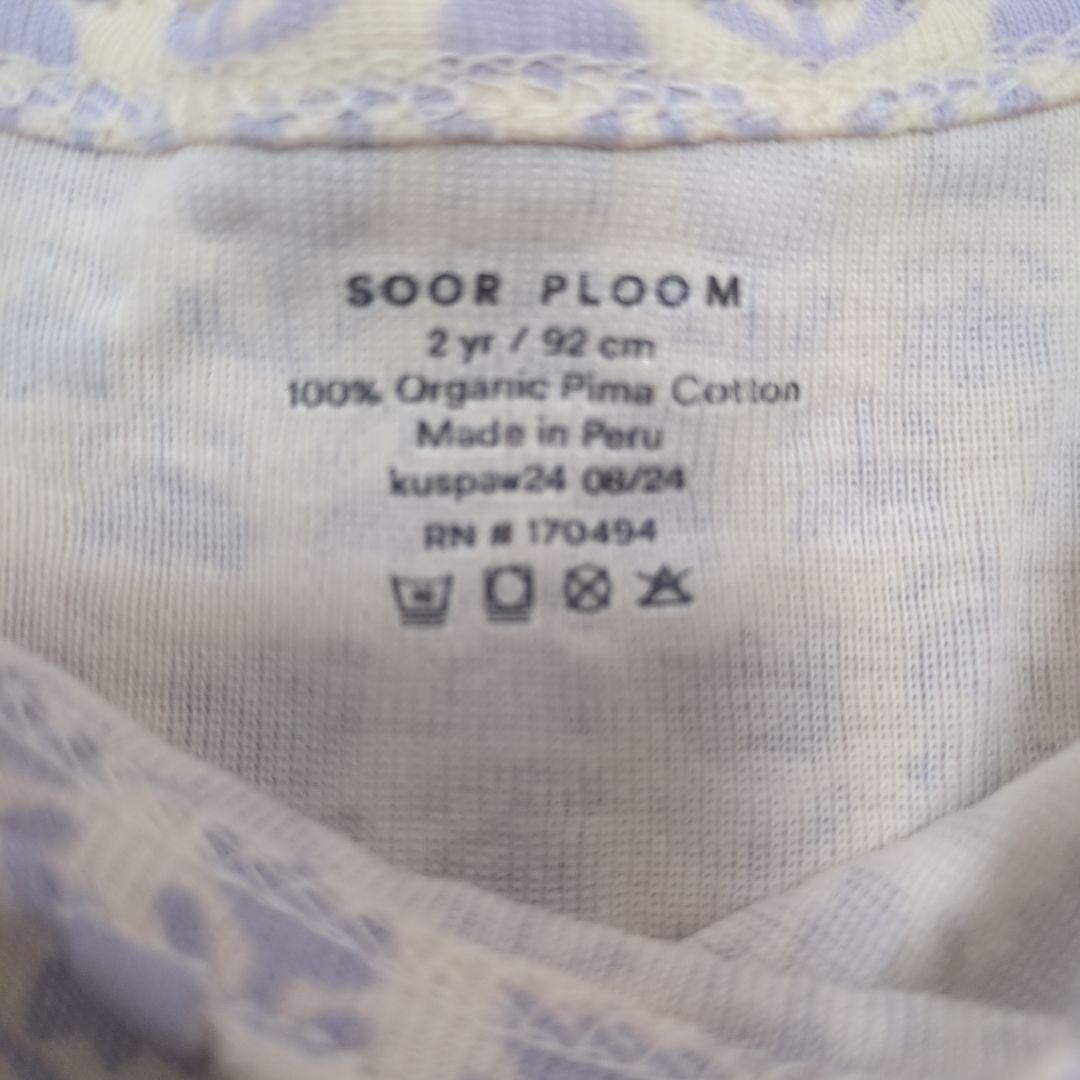 SOOR PLOOM
2 yr / 92 cm
100% Organic Pima Cotton
Made in Peru
kuspaw24 08/24
RN # 170494